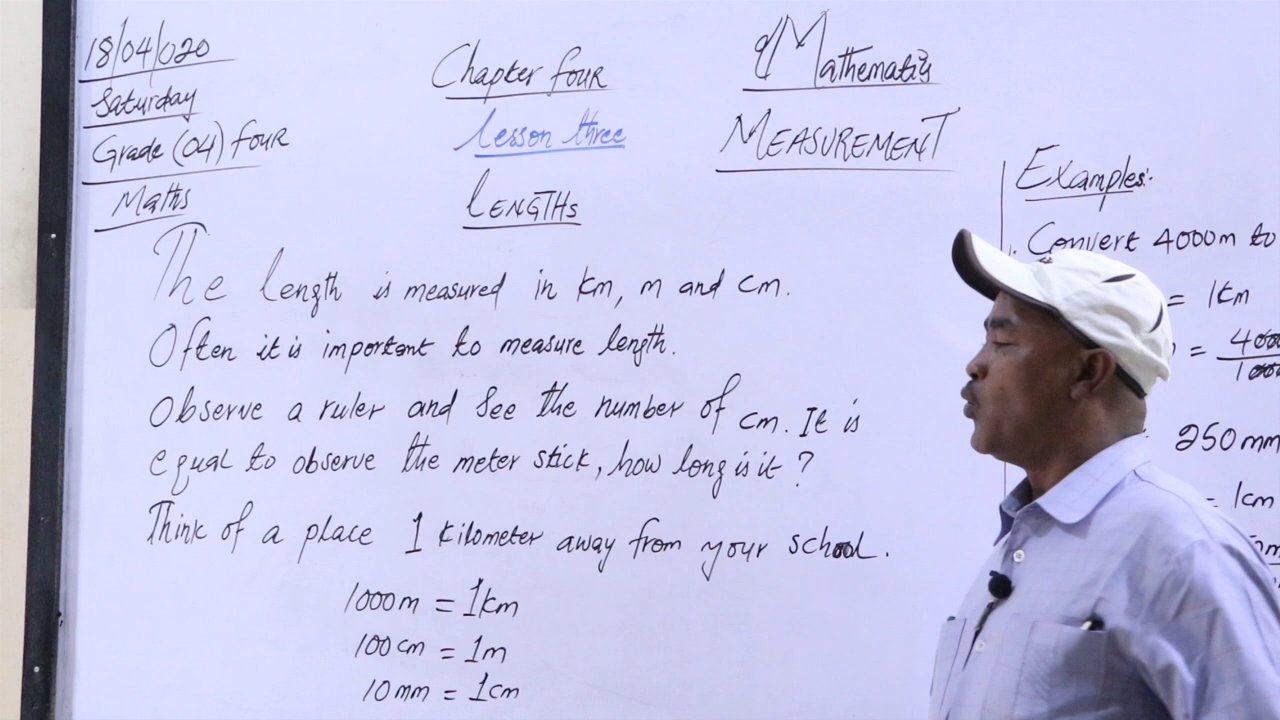 18/04/020
Saturday
Grade (04) four
Maths
Chapter four
Lesson three
LENGTHs
Mathematics
MEASUREMENT
The length is measured in km, m and cm.
Often it is important to measure length.
Observe a ruler and see the number of cm. It is
equal to observe the meter stick, how long is it ?
Think of a place 1 kilometer away from your school.
1000m = 1km
100cm = 1m
10mm = 1cm
Examples:-
Convert 4000m to
= 1km
= 4000
1000
250mm
= 1cm